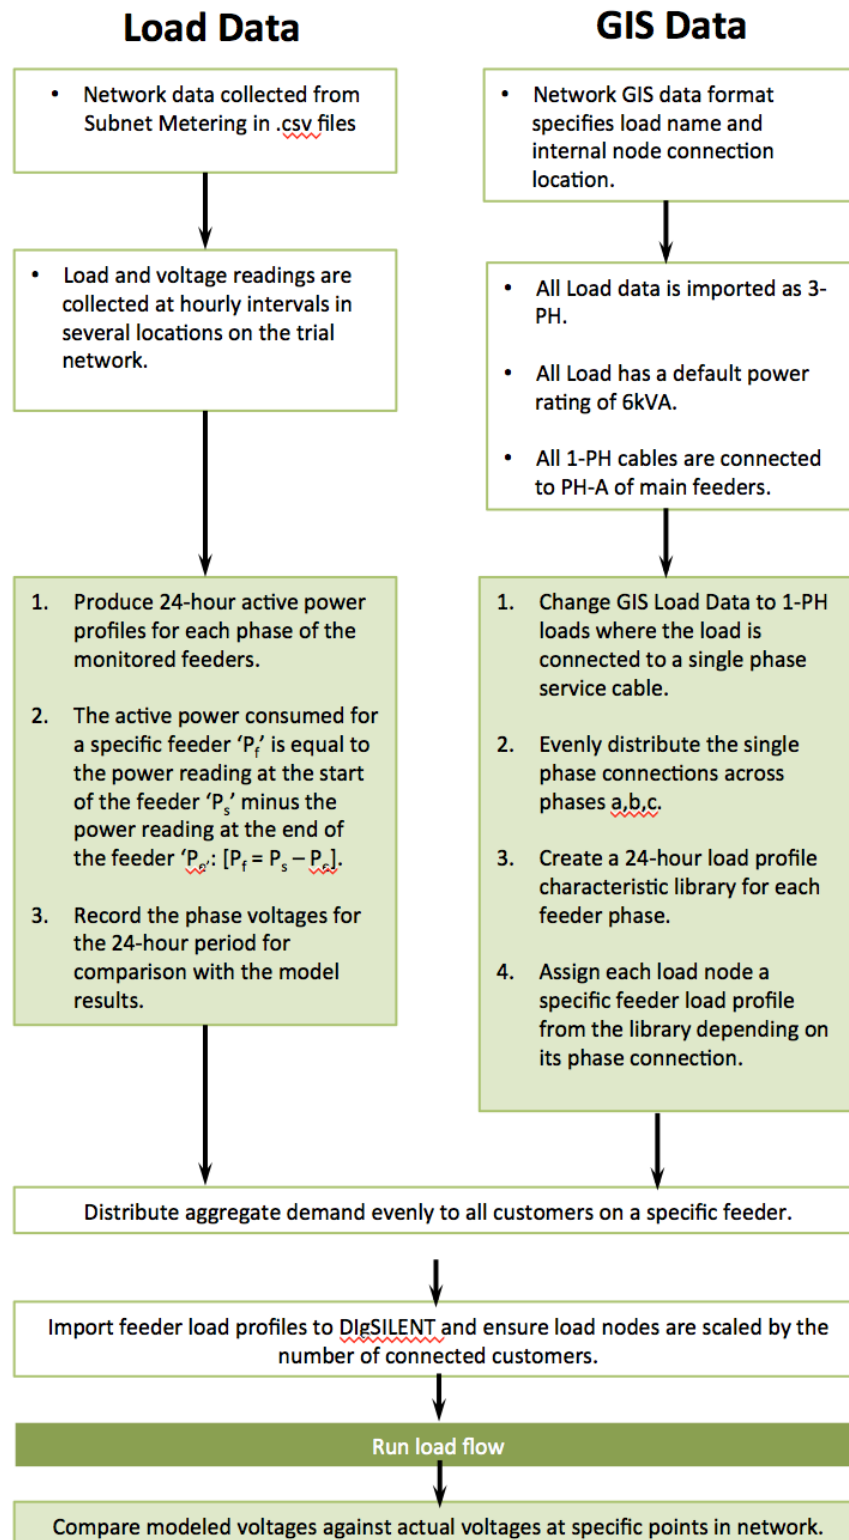 Load Data
• Network data collected from
Subnet Metering in .csv files
• Load and voltage readings are
collected at hourly intervals in
several locations on the trial
network.
1. Produce 24-hour active power
profiles for each phase of the
monitored feeders.
2. The active power consumed for
a specific feeder ‘Pf’ is equal to
the power reading at the start
of the feeder ‘Ps’ minus the
power reading at the end of
the feeder ‘Pe’: [Pf = Ps – Pe].
3. Record the phase voltages for
the 24-hour period for
comparison with the model
results.
GIS Data
• Network GIS data format
specifies load name and
internal node connection
location.
• All Load data is imported as 3-
PH.
• All Load has a default power
rating of 6kVA.
• All 1-PH cables are connected
to PH-A of main feeders.
1. Change GIS Load Data to 1-PH
loads where the load is
connected to a single phase
service cable.
2. Evenly distribute the single
phase connections across
phases a,b,c.
3. Create a 24-hour load profile
characteristic library for each
feeder phase.
4. Assign each load node a
specific feeder load profile
from the library depending on
its phase connection.
Distribute aggregate demand evenly to all customers on a specific feeder.
Import feeder load profiles to DIgSILENT and ensure load nodes are scaled by the
number of connected customers.
Run load flow
Compare modeled voltages against actual voltages at specific points in network.